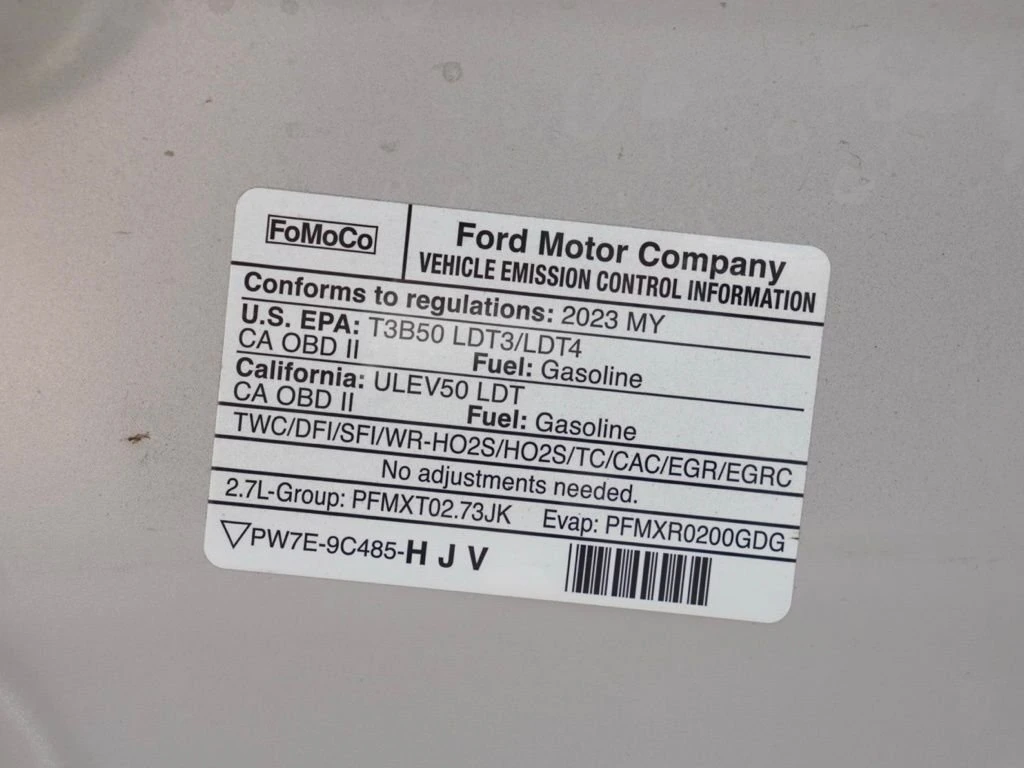 FoMoCo
Ford Motor Company
VEHICLE EMISSION CONTROL INFORMATION
Conforms to regulations: 2023 MY
U.S. EPA: T3B50 LDT3/LDT4
CA OBD II Fuel: Gasoline
California: ULEV50 LDT
CA OBD II Fuel: Gasoline
TWC/DFI/SFI/WR-HO2S/HO2S/TC/CAC/EGR/EGRC
No adjustments needed.
2.7L-Group: PFMXT02.73JK Evap: PFMXR0200GDG
PW7E-9C485-H J V